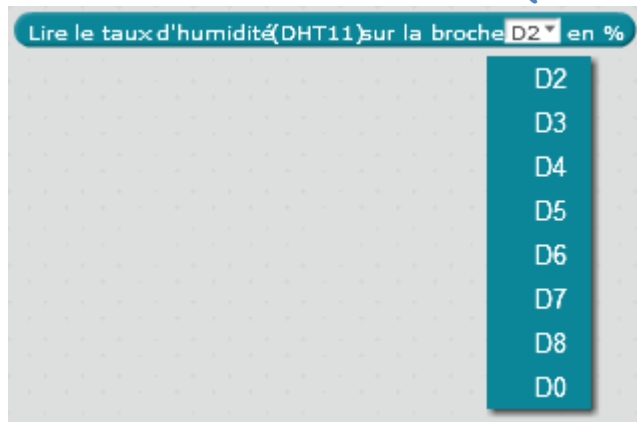 Lire le taux d'humidité(DHT11)sur la broche D2 en %
D2
D3
D4
D5
D6
D7
D8
D0